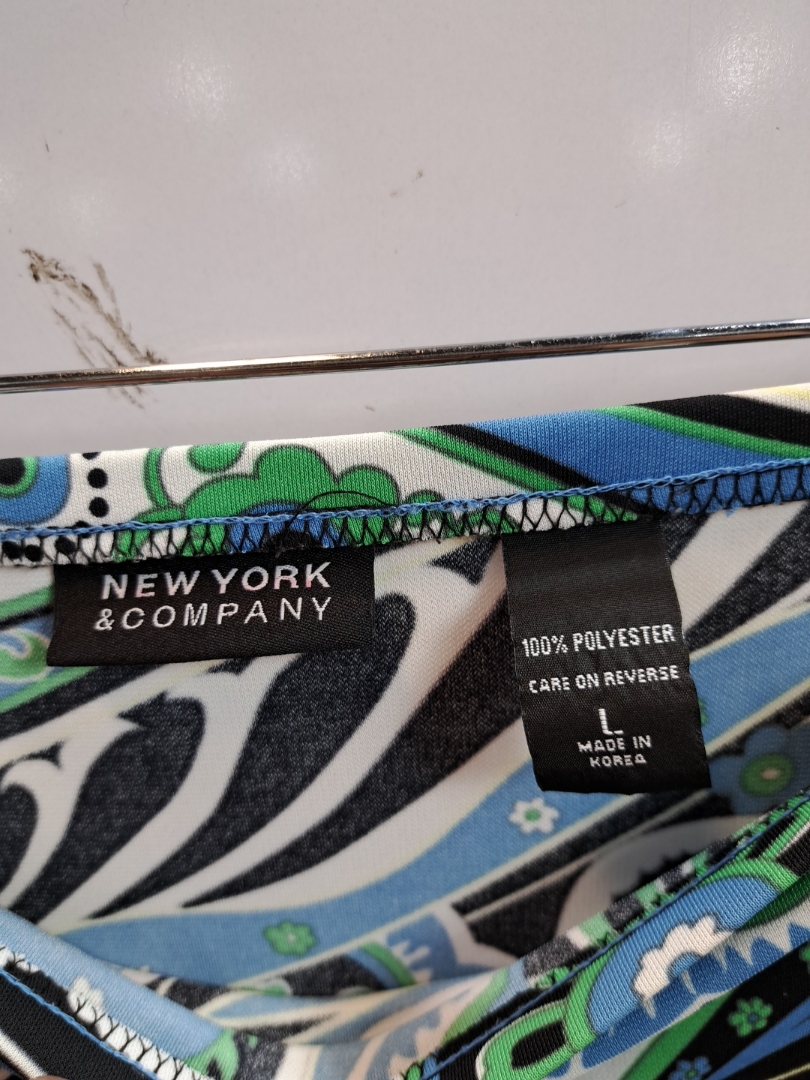 NEW YORK
&COMPANY
100% POLYESTER
CARE ON REVERSE
L
MADE IN
KOREA